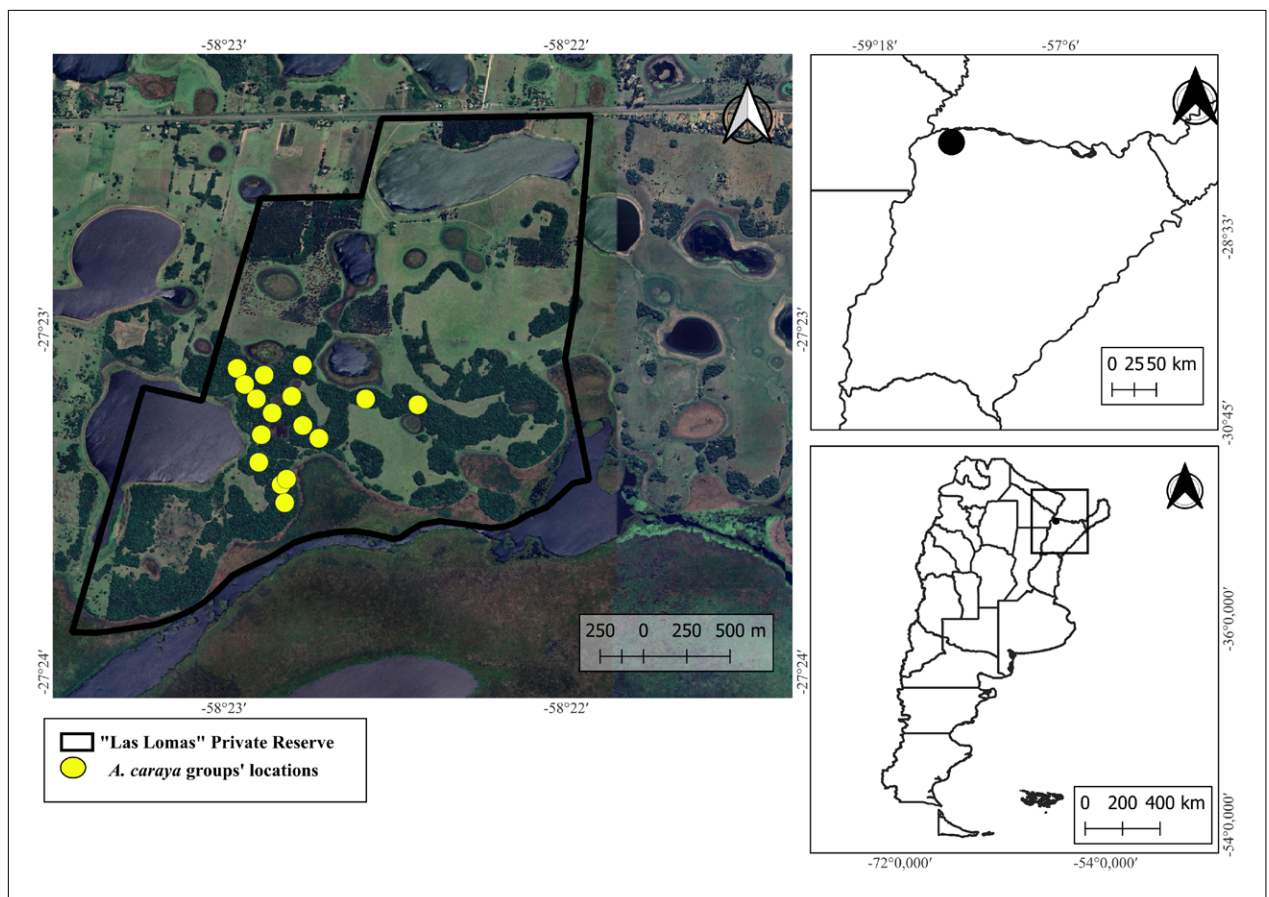 -58°23′ -58°22′
-27°23′ -27°23′
-27°24′ -27°24′
250 0 250 500 m
-58°23′ -58°22′
"Las Lomas" Private Reserve
A. caraya groups' locations
-59°18′ -57°6′
-28°33′
-30°45′
0 25 50 km
-36°0,000′
-54°0,000′
0 200 400 km
-72°0,000′ -54°0,000′